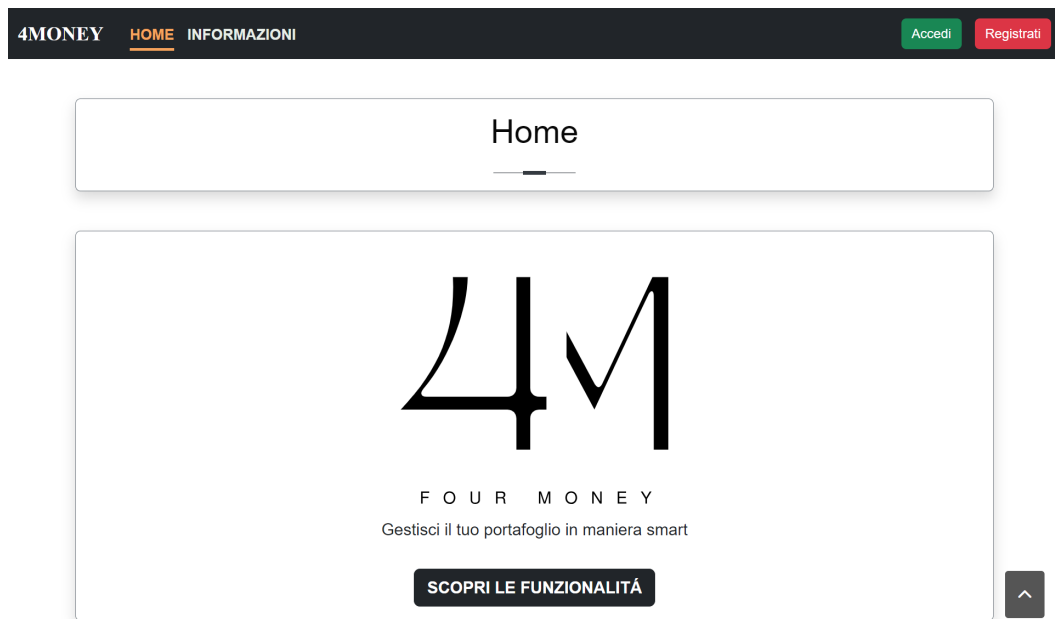 4MONEY HOME INFORMAZIONI Accedi Registrati
Home
4M
FOUR MONEY
Gestisci il tuo portafoglio in maniera smart
SCOPRI LE FUNZIONALITÁ